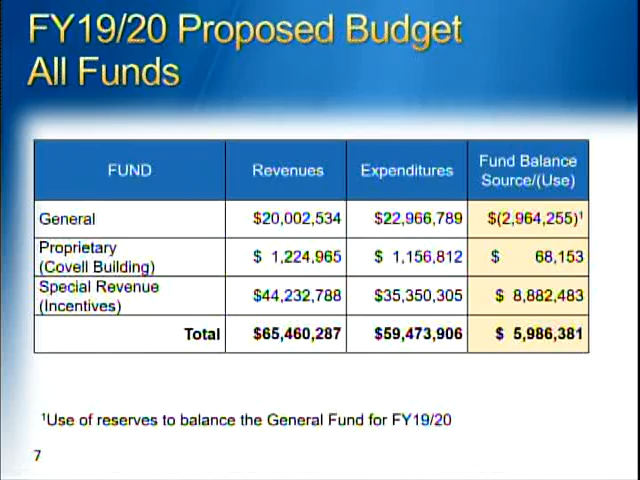 FY19/20 Proposed Budget
All Funds
FUND Revenues Expenditures Fund Balance Source/(Use)
General $20,002,534 $22,966,789 $(2,964,255)¹
Proprietary (Covell Building) $ 1,224,965 $ 1,156,812 $ 68,153
Special Revenue (Incentives) $44,232,788 $35,350,305 $ 8,882,483
Total $65,460,287 $59,473,906 $ 5,986,381
¹Use of reserves to balance the General Fund for FY19/20
7